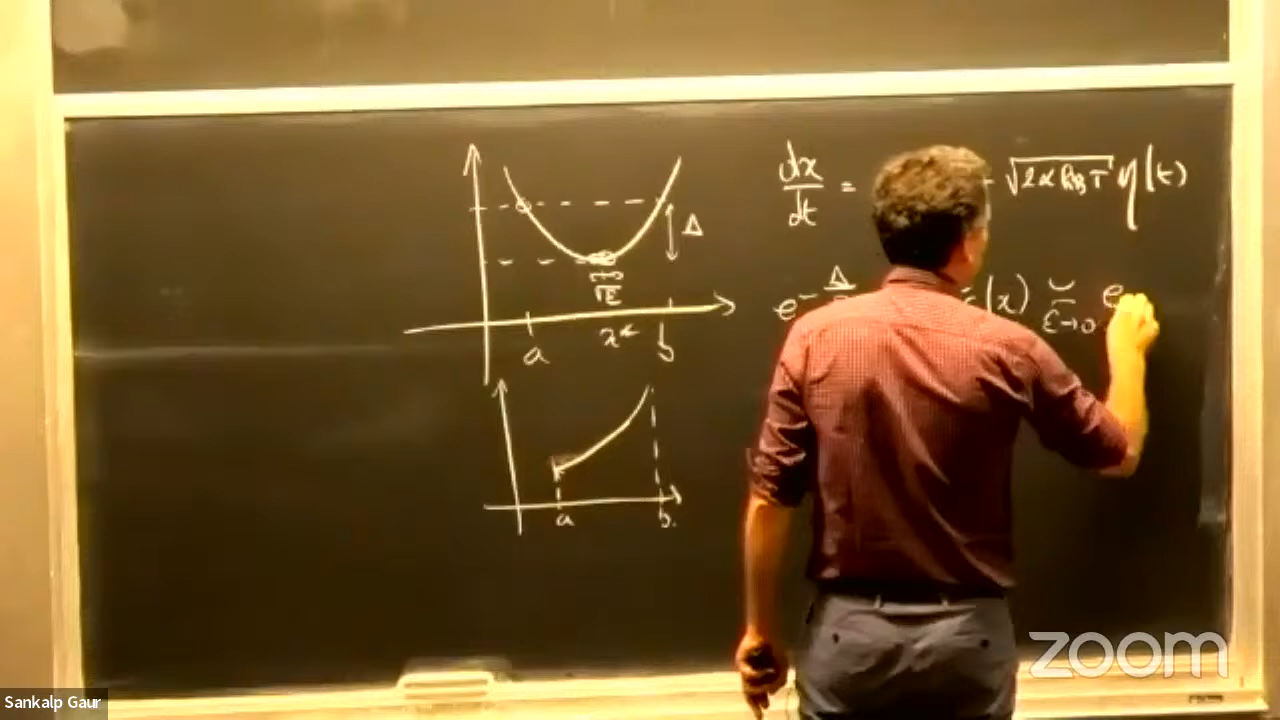 dx/dt = √2αk_BT η(t)
Δ
√ε
a x* b
e^-Δ (x) ≍ ε→0 e
a b.
zoom
Sankalp Gaur